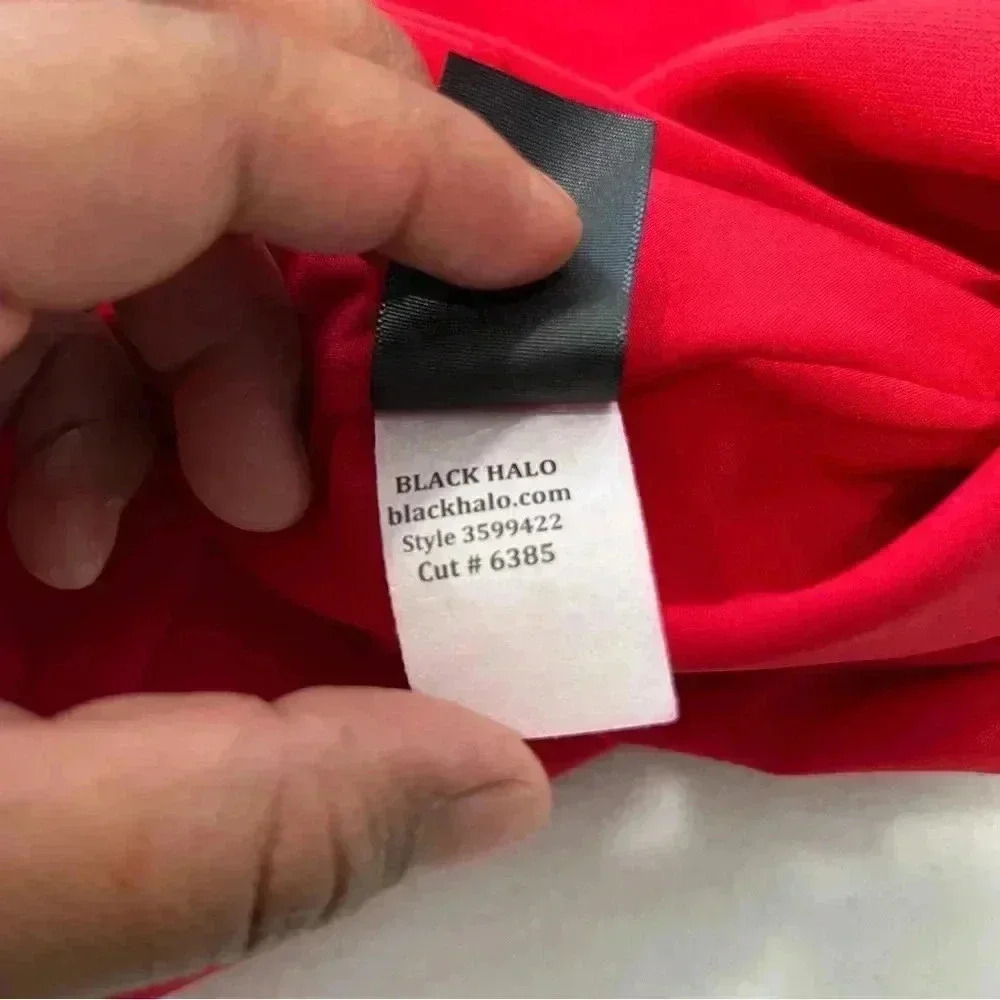 BLACK HALO
blackhalo.com
Style 3599422
Cut # 6385